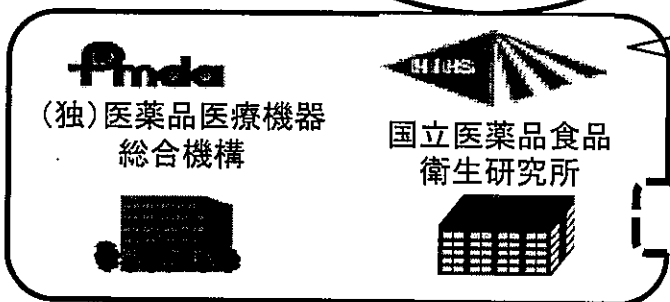 Pmda
(独)医薬品医療機器
総合機構
NIHS
国立医薬品食品
衛生研究所